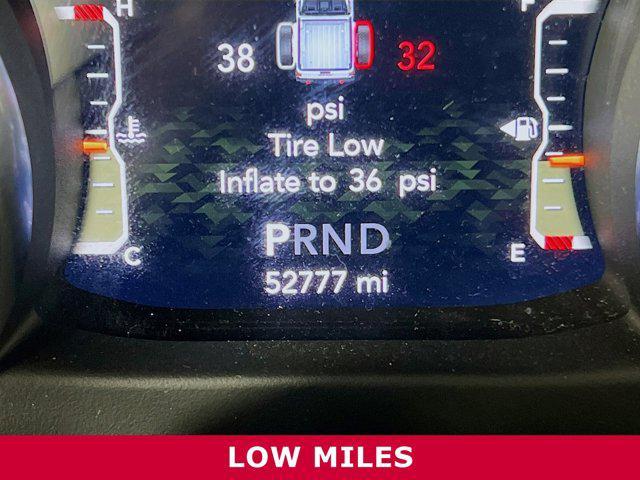 H F
38 32
psi
Tire Low
Inflate to 36 psi
PRND
C E
52777 mi
LOW MILES